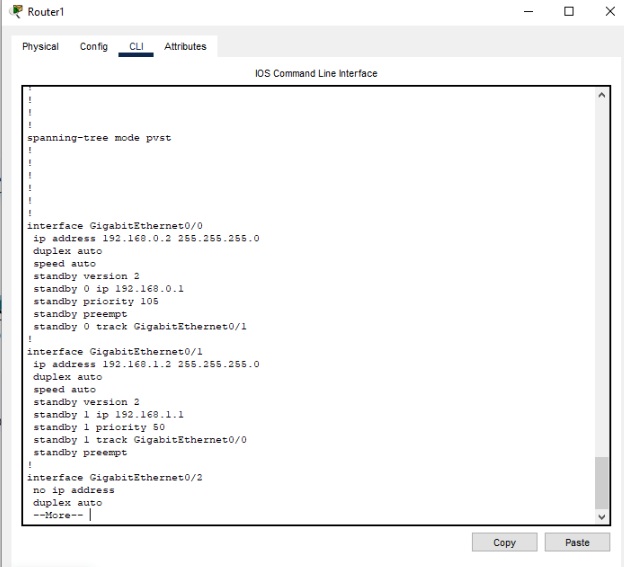 Router1
Physical Config CLI Attributes
IOS Command Line Interface
!
!
!
!
spanning-tree mode pvst
!
!
!
!
!
!
interface GigabitEthernet0/0
ip address 192.168.0.2 255.255.255.0
duplex auto
speed auto
standby version 2
standby 0 ip 192.168.0.1
standby priority 105
standby preempt
standby 0 track GigabitEthernet0/1
!
interface GigabitEthernet0/1
ip address 192.168.1.2 255.255.255.0
duplex auto
speed auto
standby version 2
standby 1 ip 192.168.1.1
standby 1 priority 50
standby 1 track GigabitEthernet0/0
standby preempt
!
interface GigabitEthernet0/2
no ip address
duplex auto
--More--
Copy Paste